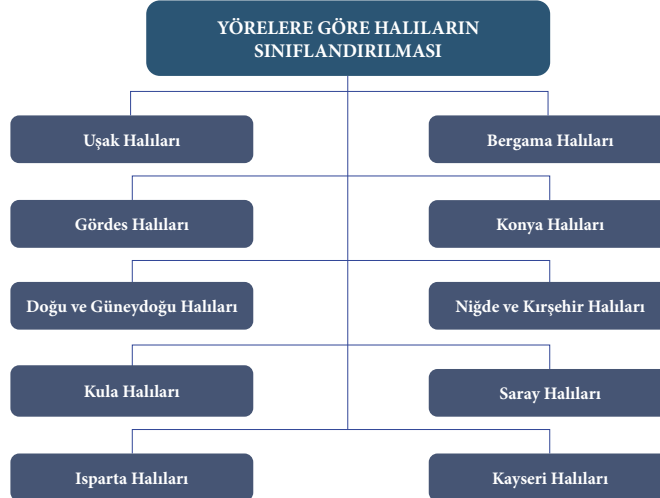 YÖRELERE GÖRE HALILARIN
SINIFLANDIRILMASI
Uşak Halıları
Bergama Halıları
Gördes Halıları
Konya Halıları
Doğu ve Güneydoğu Halıları
Niğde ve Kırşehir Halıları
Kula Halıları
Saray Halıları
Isparta Halıları
Kayseri Halıları